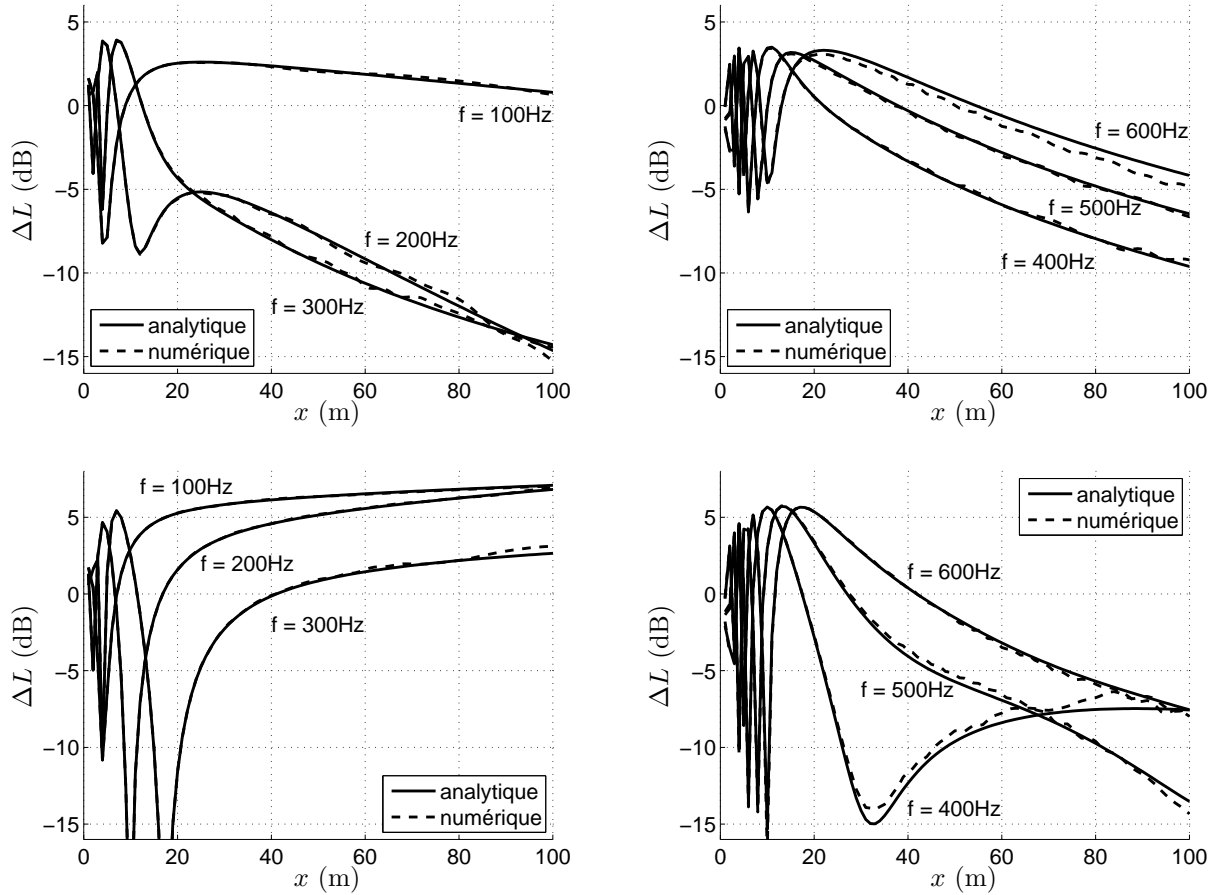 5
0
−5
−10
−15
ΔL (dB)
f = 100Hz
f = 200Hz
f = 300Hz
analytique
numérique
0 20 40 60 80 100
x (m)
5
0
−5
−10
−15
ΔL (dB)
f = 600Hz
f = 500Hz
f = 400Hz
analytique
numérique
0 20 40 60 80 100
x (m)
5
0
−5
−10
−15
ΔL (dB)
f = 100Hz
f = 200Hz
f = 300Hz
analytique
numérique
0 20 40 60 80 100
x (m)
5
0
−5
−10
−15
ΔL (dB)
analytique
numérique
f = 600Hz
f = 500Hz
f = 400Hz
0 20 40 60 80 100
x (m)